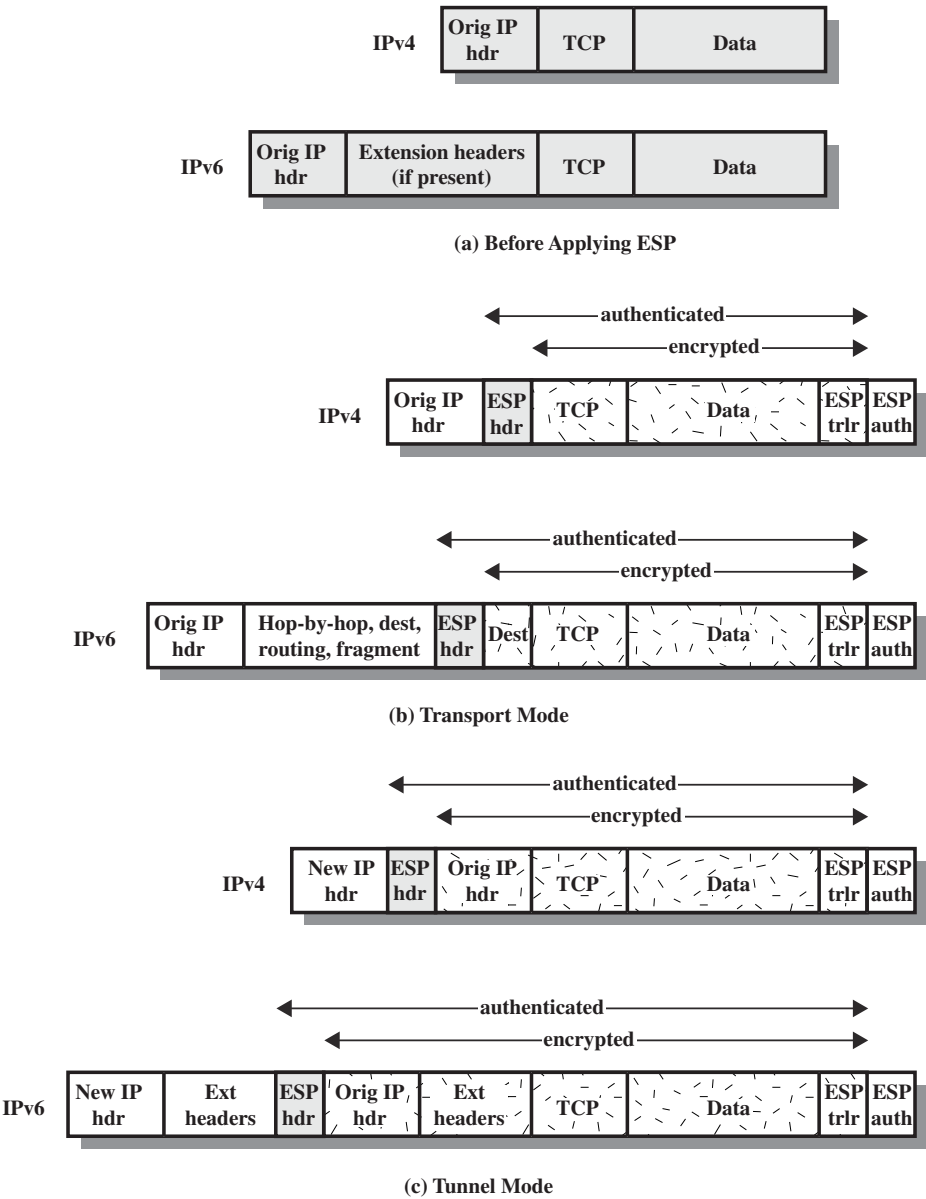 IPv4
Orig IP
hdr
TCP
Data
IPv6
Orig IP
hdr
Extension headers
(if present)
TCP
Data
(a) Before Applying ESP
authenticated
encrypted
IPv4
Orig IP
hdr
ESP
hdr
TCP
Data
ESP
trlr
ESP
auth
authenticated
encrypted
IPv6
Orig IP
hdr
Hop-by-hop, dest,
routing, fragment
ESP
hdr
Dest
TCP
Data
ESP
trlr
ESP
auth
(b) Transport Mode
authenticated
encrypted
IPv4
New IP
hdr
ESP
hdr
Orig IP
hdr
TCP
Data
ESP
trlr
ESP
auth
authenticated
encrypted
IPv6
New IP
hdr
Ext
headers
ESP
hdr
Orig IP
hdr
Ext
headers
TCP
Data
ESP
trlr
ESP
auth
(c) Tunnel Mode